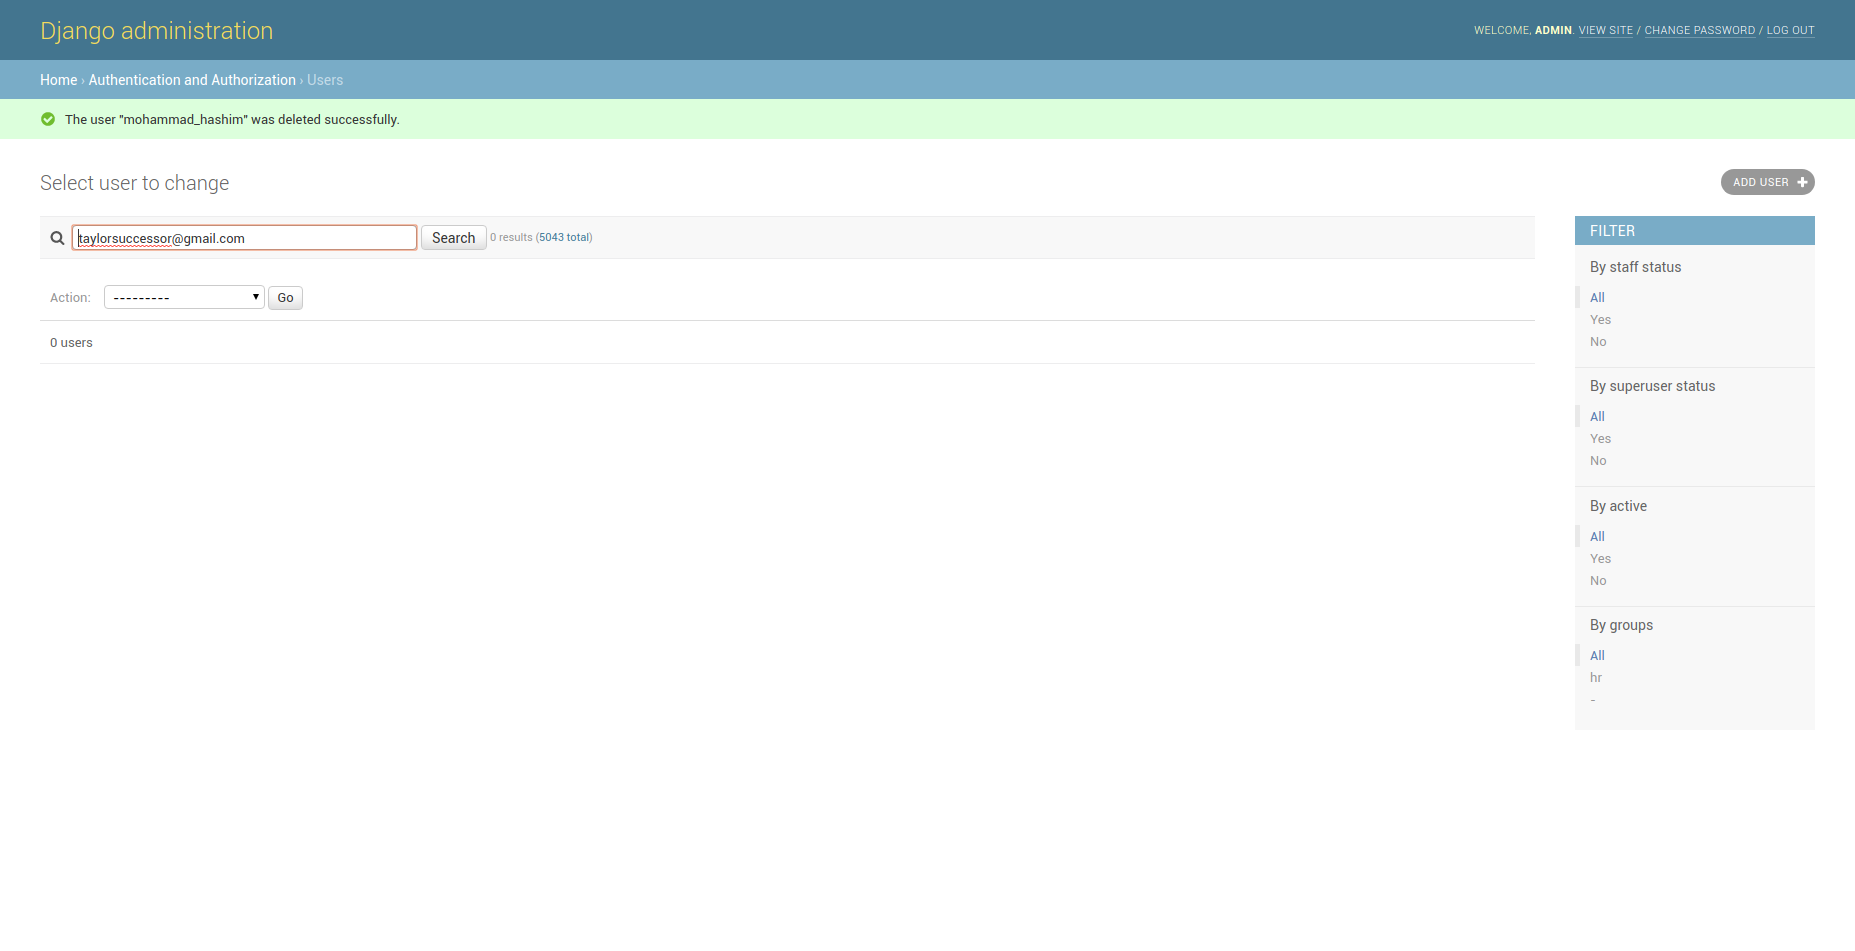 Django administration
WELCOME, ADMIN. VIEW SITE / CHANGE PASSWORD / LOG OUT
Home › Authentication and Authorization › Users
The user "mohammad_hashim" was deleted successfully.
Select user to change
ADD USER +
taylorsuccessor@gmail.com Search 0 results (5043 total)
Action: --------- Go
0 users
FILTER
By staff status
All
Yes
No
By superuser status
All
Yes
No
By active
All
Yes
No
By groups
All
hr
-